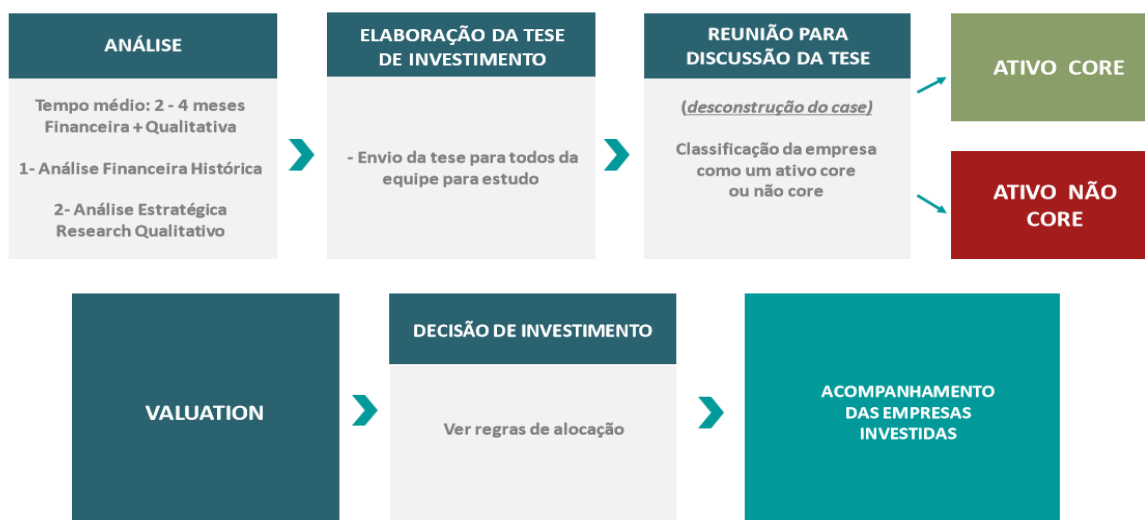 ANÁLISE
Tempo médio: 2 - 4 meses
Financeira + Qualitativa
1- Análise Financeira Histórica
2- Análise Estratégica
Research Qualitativo
ELABORAÇÃO DA TESE
DE INVESTIMENTO
- Envio da tese para todos da
equipe para estudo
REUNIÃO PARA
DISCUSSÃO DA TESE
(desconstrução do case)
Classificação da empresa
como um ativo core
ou não core
ATIVO CORE
ATIVO NÃO
CORE
VALUATION
DECISÃO DE INVESTIMENTO
Ver regras de alocação
ACOMPANHAMENTO
DAS EMPRESAS
INVESTIDAS